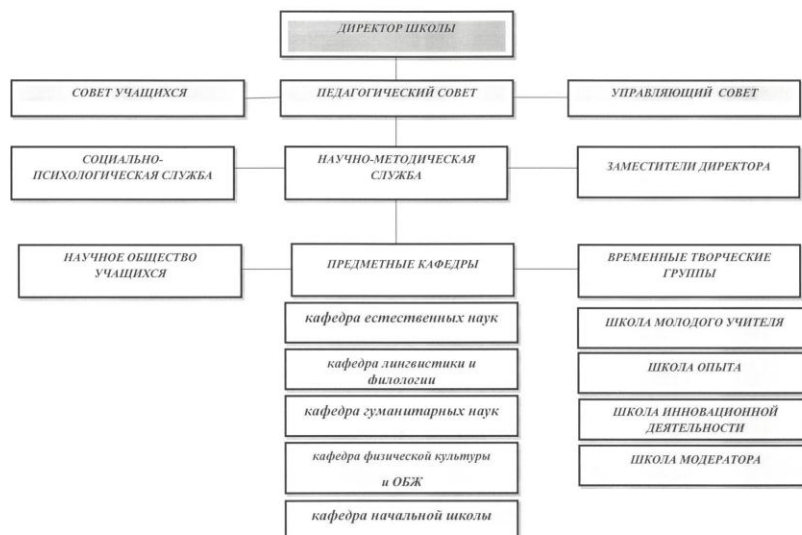 ДИРЕКТОР ШКОЛЫ
СОВЕТ УЧАЩИХСЯ
ПЕДАГОГИЧЕСКИЙ СОВЕТ
УПРАВЛЯЮЩИЙ СОВЕТ
СОЦИАЛЬНО-
ПСИХОЛОГИЧЕСКАЯ СЛУЖБА
НАУЧНО-МЕТОДИЧЕСКАЯ
СЛУЖБА
ЗАМЕСТИТЕЛИ ДИРЕКТОРА
НАУЧНОЕ ОБЩЕСТВО
УЧАЩИХСЯ
ПРЕДМЕТНЫЕ КАФЕДРЫ
ВРЕМЕННЫЕ ТВОРЧЕСКИЕ
ГРУППЫ
кафедра естественных наук
кафедра лингвистики и
филологии
кафедра гуманитарных наук
кафедра физической культуры
и ОБЖ
кафедра начальной школы
ШКОЛА МОЛОДОГО УЧИТЕЛЯ
ШКОЛА ОПЫТА
ШКОЛА ИННОВАЦИОННОЙ
ДЕЯТЕЛЬНОСТИ
ШКОЛА МОДЕРАТОРА